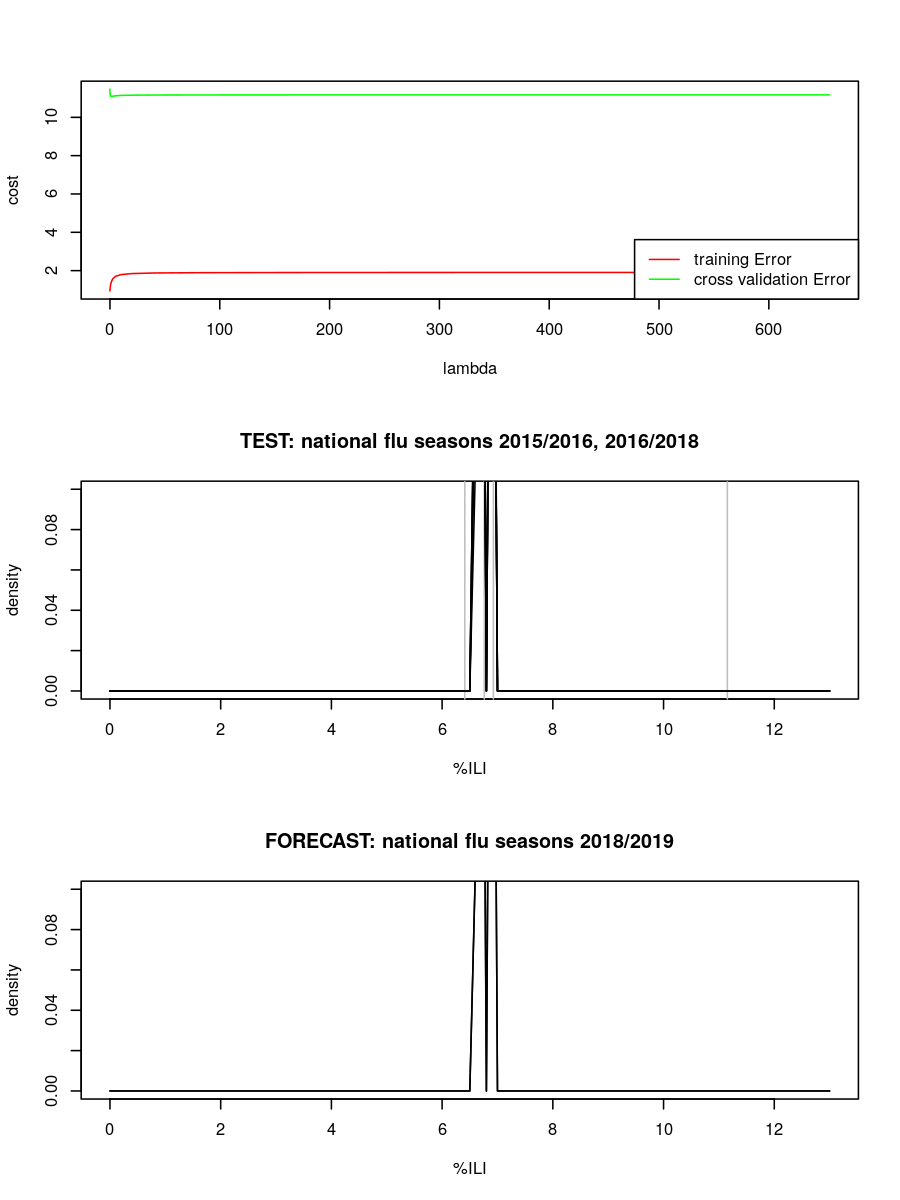 10
8
6
4
2
cost
training Error
cross validation Error
0 100 200 300 400 500 600
lambda
TEST: national flu seasons 2015/2016, 2016/2018
0.08
0.04
0.00
density
0 2 4 6 8 10 12
%ILI
FORECAST: national flu seasons 2018/2019
0.08
0.04
0.00
density
0 2 4 6 8 10 12
%ILI